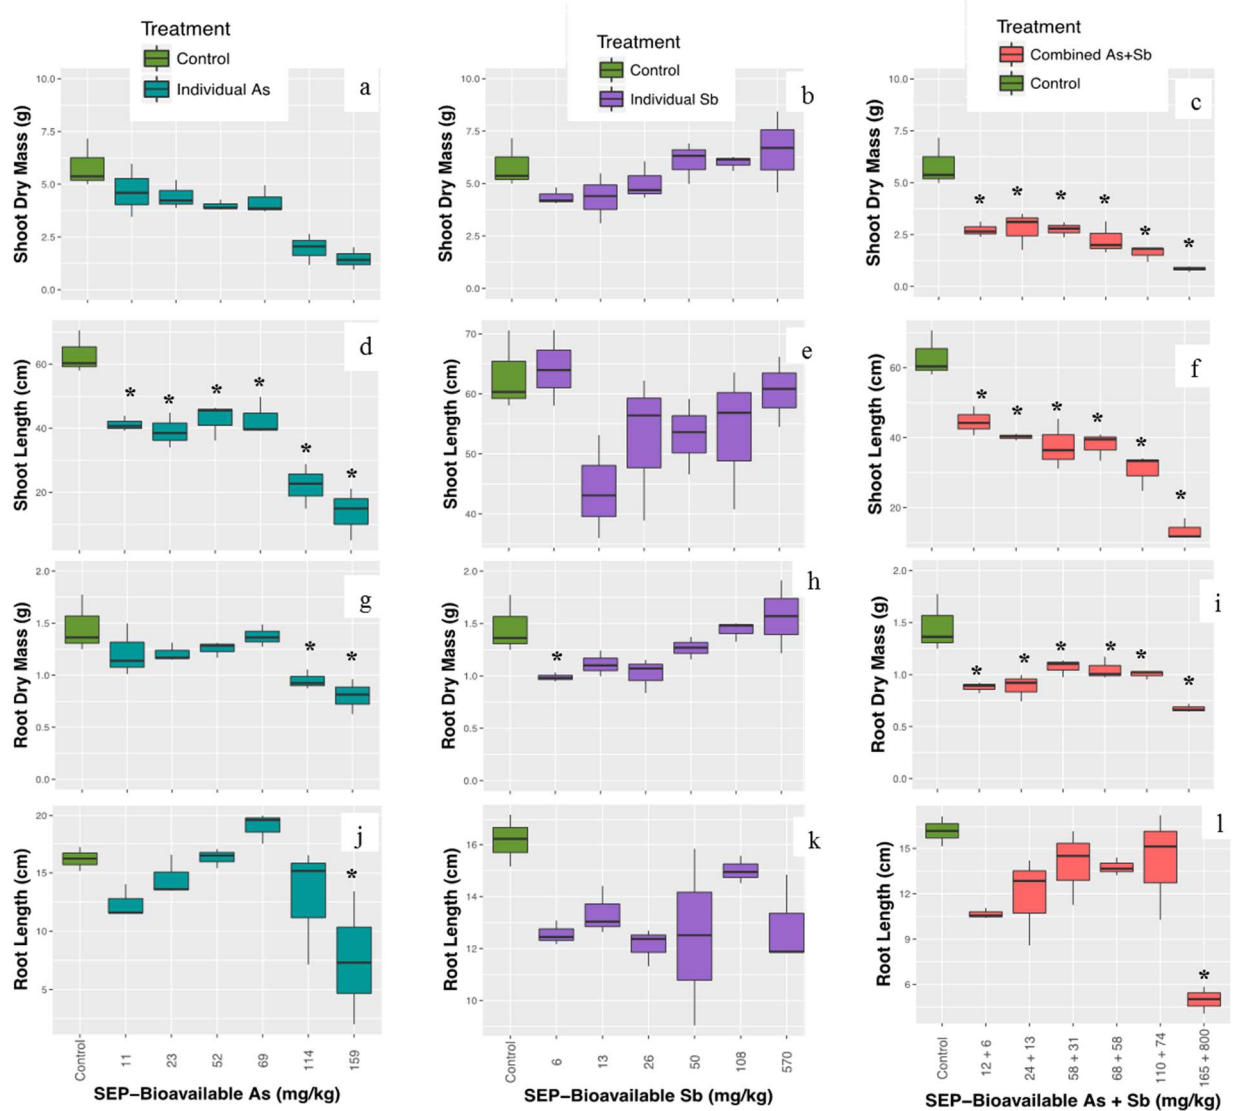 Treatment
Control
Individual As
Treatment
Control
Individual Sb
Treatment
Combined As+Sb
Control
a
Shoot Dry Mass (g)
10.0
7.5
5.0
2.5
0.0
b
Shoot Dry Mass (g)
10.0
7.5
5.0
2.5
0.0
c
Shoot Dry Mass (g)
10.0
7.5
5.0
2.5
0.0
* * * * * *
d
Shoot Length (cm)
60
40
20
* * * * * *
e
Shoot Length (cm)
70
60
50
40
f
Shoot Length (cm)
60
40
20
* * * * * *
g
Root Dry Mass (g)
2.0
1.5
1.0
0.5
0.0
* *
h
Root Dry Mass (g)
2.0
1.5
1.0
0.5
0.0
*
i
Root Dry Mass (g)
2.0
1.5
1.0
0.5
0.0
* * * * * *
j
Root Length (cm)
20
15
10
5
*
k
Root Length (cm)
16
14
12
10
l
Root Length (cm)
15
12
9
6
*
Control
11
23
52
69
114
159
SEP–Bioavailable As (mg/kg)
Control
6
13
26
50
108
570
SEP–Bioavailable Sb (mg/kg)
Control
12 + 6
24 + 13
58 + 31
68 + 58
110 + 74
165 + 800
SEP–Bioavailable As + Sb (mg/kg)